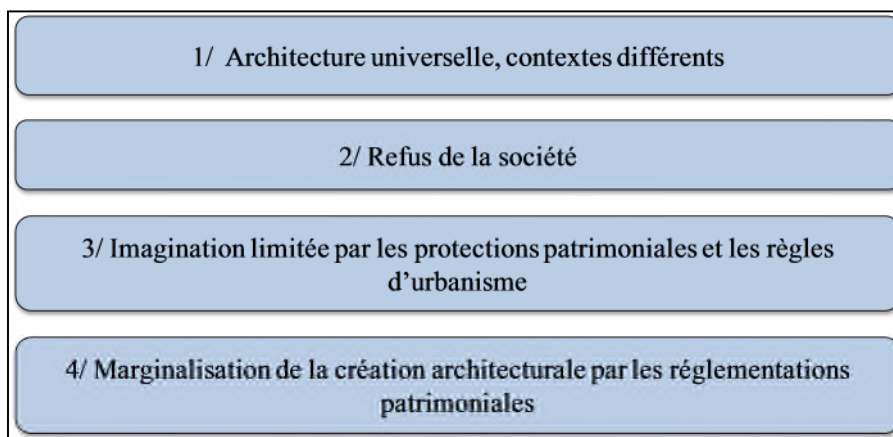 1/ Architecture universelle, contextes différents
2/ Refus de la société
3/ Imagination limitée par les protections patrimoniales et les règles
d’urbanisme
4/ Marginalisation de la création architecturale par les réglementations
patrimoniales